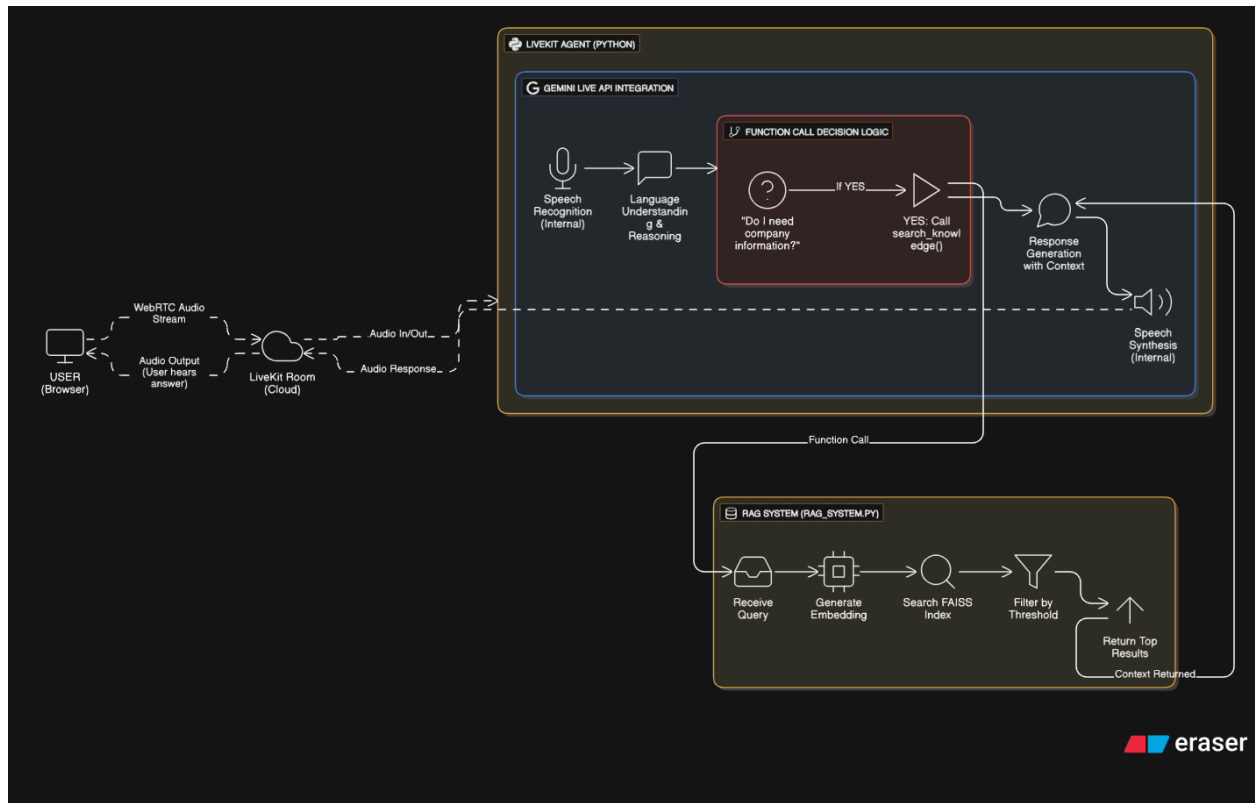 LIVEKIT AGENT (PYTHON)
GEMINI LIVE API INTEGRATION
FUNCTION CALL DECISION LOGIC
Speech
Recognition
(Internal)
Language
Understandin
g &
Reasoning
"Do I need
company
information?"
If YES
YES: Call
search_knowl
edge()
Response
Generation
with Context
Speech
Synthesis
(Internal)
WebRTC Audio
Stream
Audio Output
(User hears
answer)
USER
(Browser)
LiveKit Room
(Cloud)
Audio In/Out
Audio Response
Function Call
RAG SYSTEM (RAG_SYSTEM.PY)
Receive
Query
Generate
Embedding
Search FAISS
Index
Filter by
Threshold
Return Top
Results
Context Returned
eraser